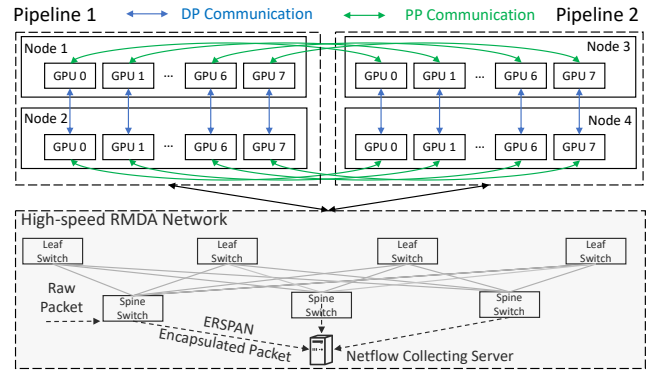 Pipeline 1
DP Communication
PP Communication
Pipeline 2
Node 1
GPU 0
GPU 1
...
GPU 6
GPU 7
Node 3
GPU 0
GPU 1
...
GPU 6
GPU 7
Node 2
GPU 0
GPU 1
...
GPU 6
GPU 7
Node 4
GPU 0
GPU 1
...
GPU 6
GPU 7
High-speed RMDA Network
Leaf
Switch
Leaf
Switch
Leaf
Switch
Leaf
Switch
Raw
Packet
Spine
Switch
Spine
Switch
Spine
Switch
ERSPAN
Encapsulated Packet
Netflow Collecting Server